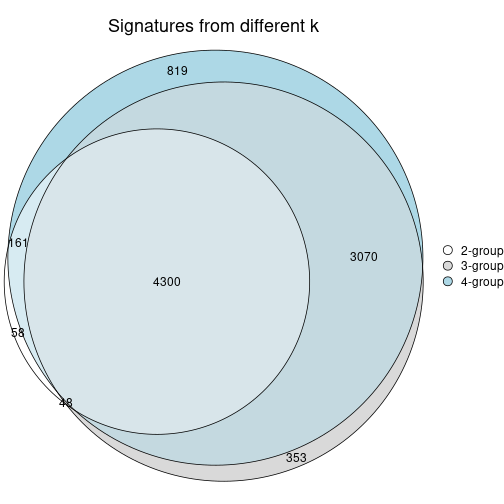 Signatures from different k
819
161
3070
4300
58
48
353
2-group
3-group
4-group